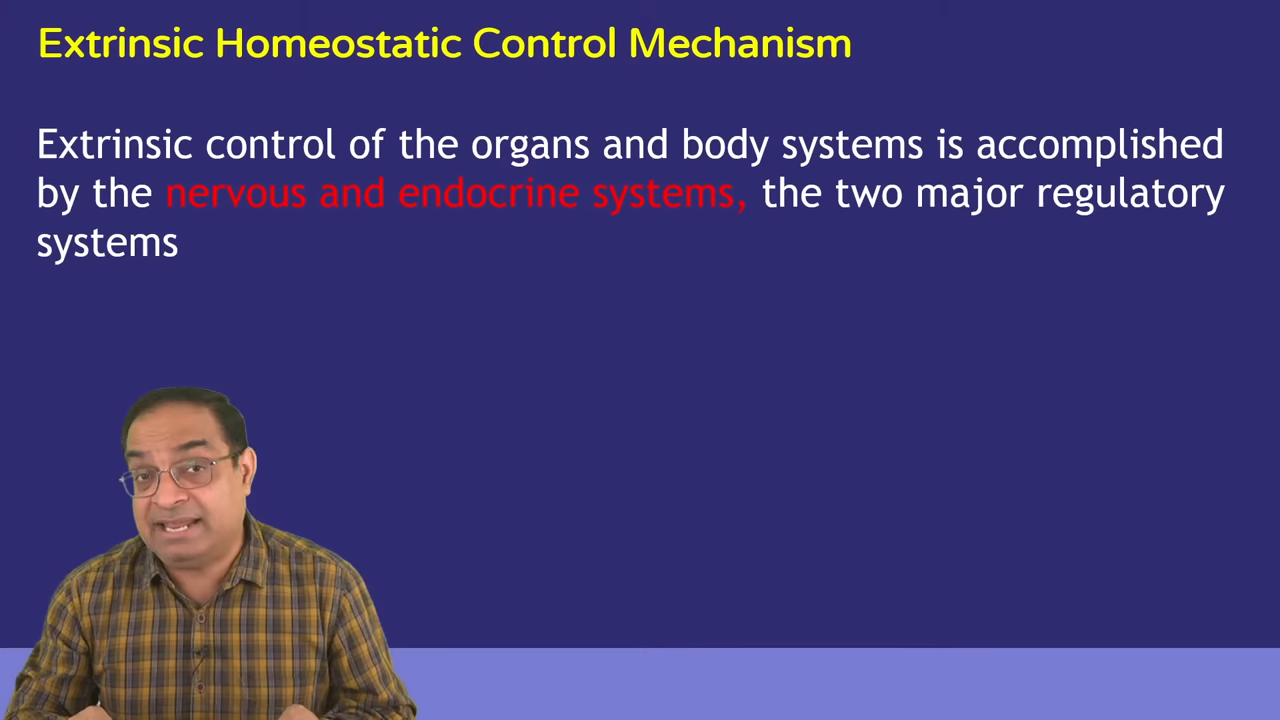 Extrinsic Homeostatic Control Mechanism
Extrinsic control of the organs and body systems is accomplished
by the nervous and endocrine systems, the two major regulatory
systems